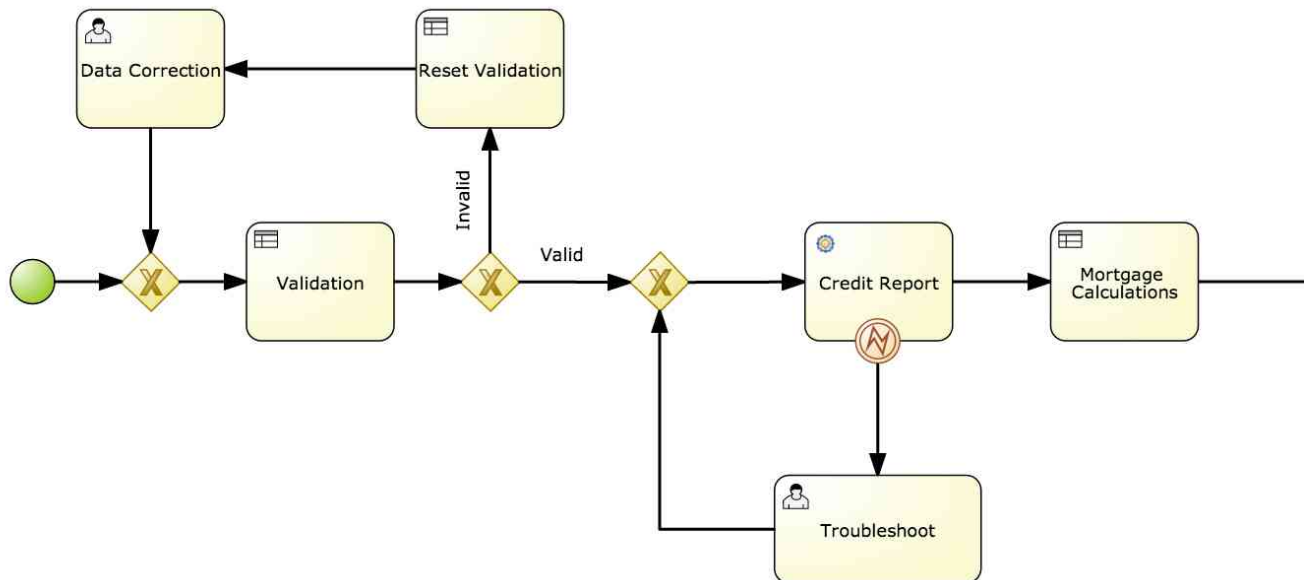 Data Correction
Reset Validation
Invalid
Valid
Validation
Credit Report
Mortgage
Calculations
Troubleshoot